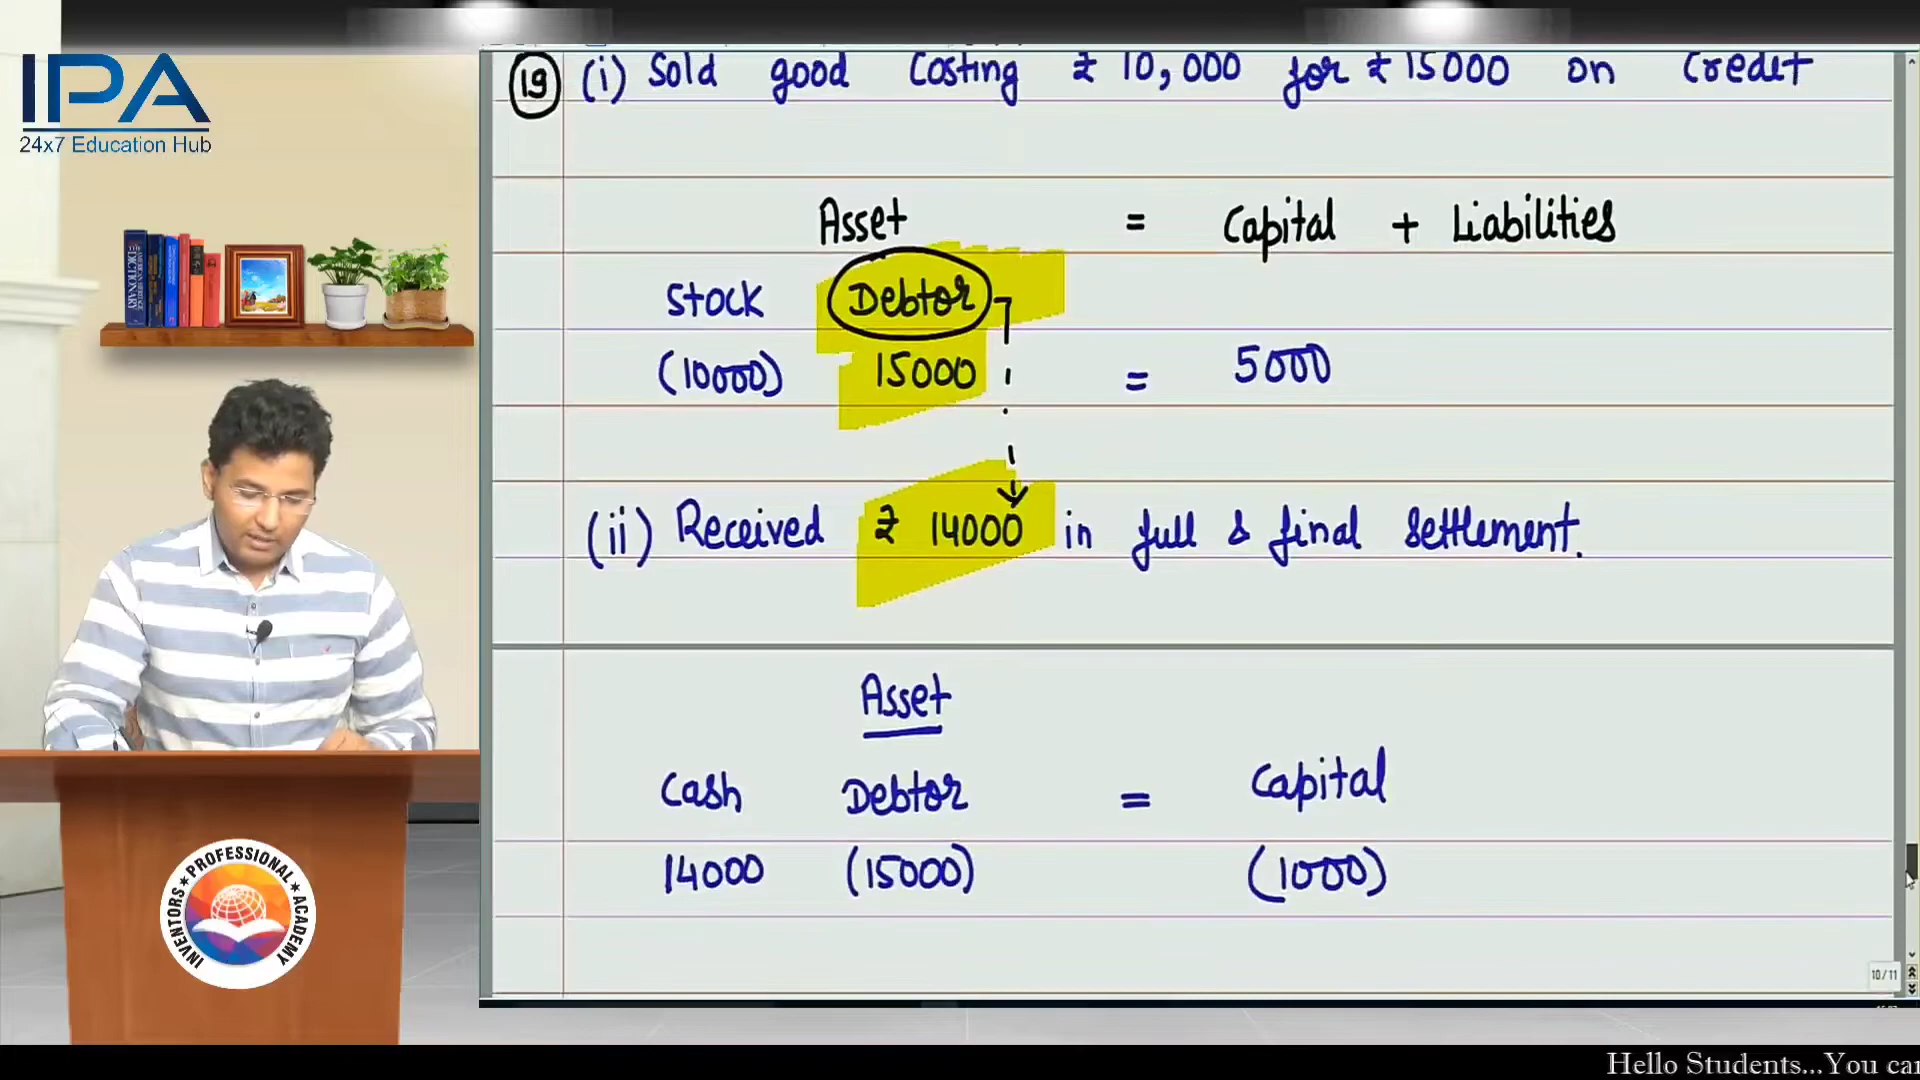 IPA
24x7 Education Hub
19 (i) Sold good Costing ₹ 10,000 for ₹ 15000 on Credit
Asset = Capital + Liabilities
Stock Debtor
(10000) 15000 = 5000
(ii) Received ₹ 14000 in full & final Settlement.
Asset
Cash Debtor = Capital
14000 (15000) (1000)
INVENTORS PROFESSIONAL ACADEMY
DICTIONARY
10/11
Hello Students...You can